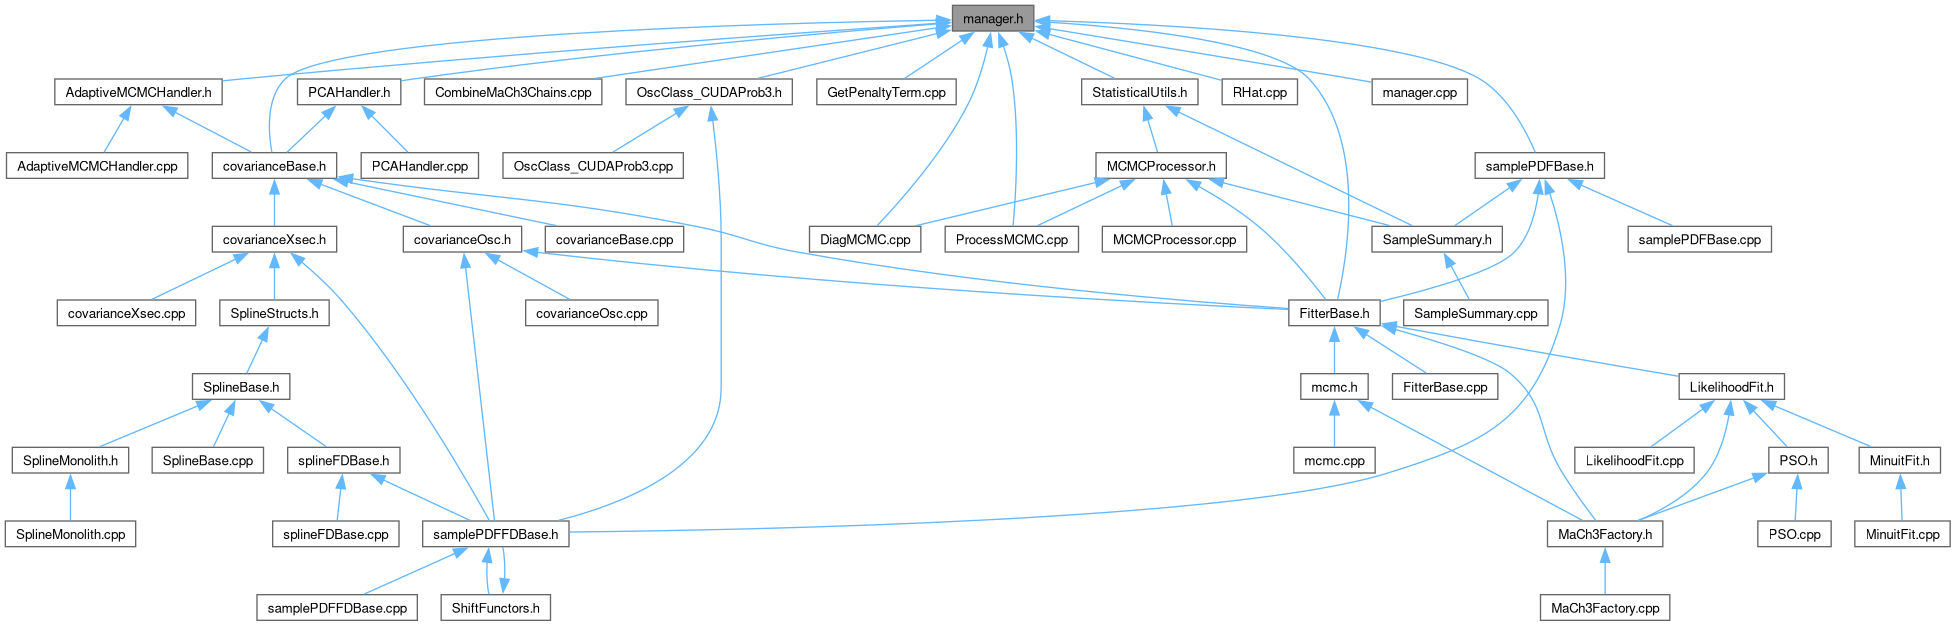 manager.h
AdaptiveMCMCHandler.h
PCAHandler.h
CombineMaCh3Chains.cpp
OscClass_CUDAProb3.h
GetPenaltyTerm.cpp
StatisticalUtils.h
RHat.cpp
manager.cpp
AdaptiveMCMCHandler.cpp
covarianceBase.h
PCAHandler.cpp
OscClass_CUDAProb3.cpp
MCMCProcessor.h
samplePDFBase.h
covarianceXsec.h
covarianceOsc.h
covarianceBase.cpp
DiagMCMC.cpp
ProcessMCMC.cpp
MCMCProcessor.cpp
SampleSummary.h
samplePDFBase.cpp
covarianceXsec.cpp
SplineStructs.h
covarianceOsc.cpp
FitterBase.h
SampleSummary.cpp
SplineBase.h
mcmc.h
FitterBase.cpp
LikelihoodFit.h
SplineMonolith.h
SplineBase.cpp
splineFDBase.h
mcmc.cpp
LikelihoodFit.cpp
PSO.h
MinuitFit.h
SplineMonolith.cpp
splineFDBase.cpp
samplePDFFDBase.h
MaCh3Factory.h
PSO.cpp
MinuitFit.cpp
samplePDFFDBase.cpp
ShiftFunctors.h
MaCh3Factory.cpp